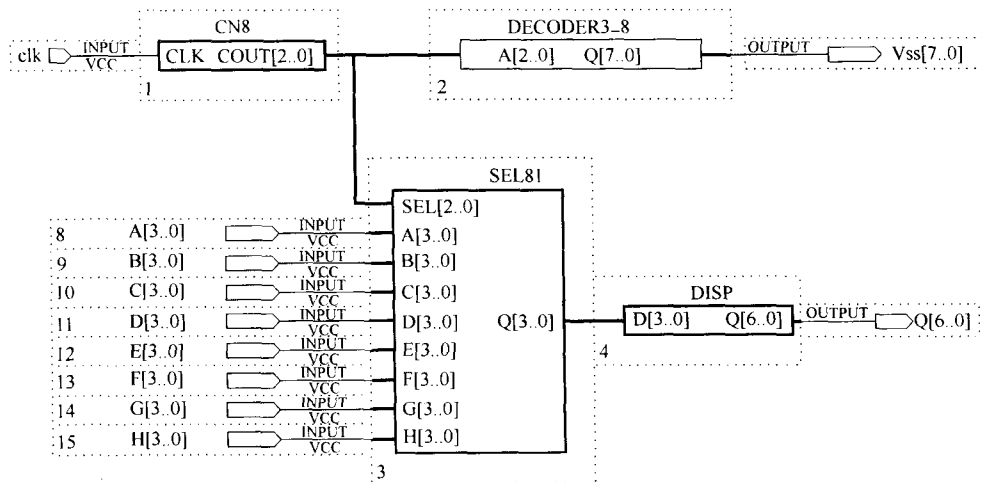 CN8
DECODER3_8
clk INPUT VCC CLK COUT[2..0] A[2..0] Q[7..0] OUTPUT Vss[7..0]
1
2
SEL81
SEL[2..0]
8 A[3..0] INPUT VCC A[3..0]
9 B[3..0] INPUT VCC B[3..0]
10 C[3..0] INPUT VCC C[3..0]
DISP
11 D[3..0] INPUT VCC D[3..0] Q[3..0] D[3..0] Q[6..0] OUTPUT Q[6..0]
4
12 E[3..0] INPUT VCC E[3..0]
13 F[3..0] INPUT VCC F[3..0]
14 G[3..0] INPUT VCC G[3..0]
15 H[3..0] INPUT VCC H[3..0]
3